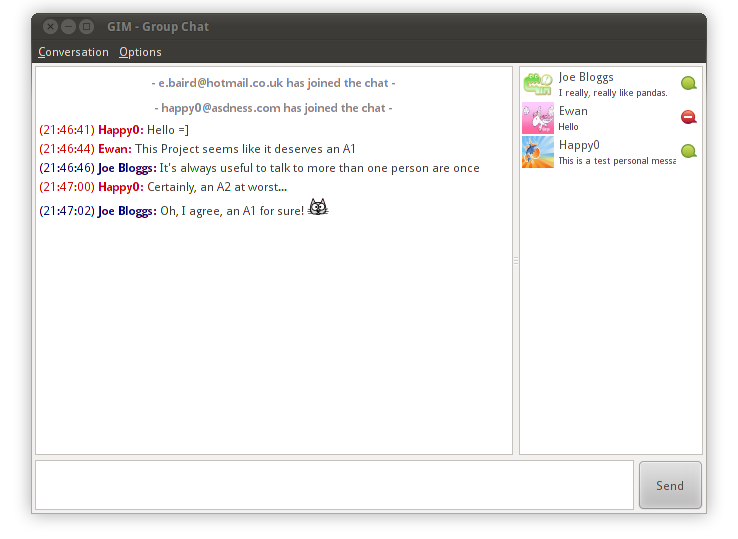 GIM - Group Chat
Conversation Options
- e.baird@hotmail.co.uk has joined the chat -
- happy0@asdness.com has joined the chat -
(21:46:41) Happy0: Hello =]
(21:46:44) Ewan: This Project seems like it deserves an A1
(21:46:46) Joe Bloggs: It's always useful to talk to more than one person are once
(21:47:00) Happy0: Certainly, an A2 at worst...
(21:47:02) Joe Bloggs: Oh, I agree, an A1 for sure!
Joe Bloggs
I really, really like pandas.
Ewan
Hello
Happy0
This is a test personal messa
Send